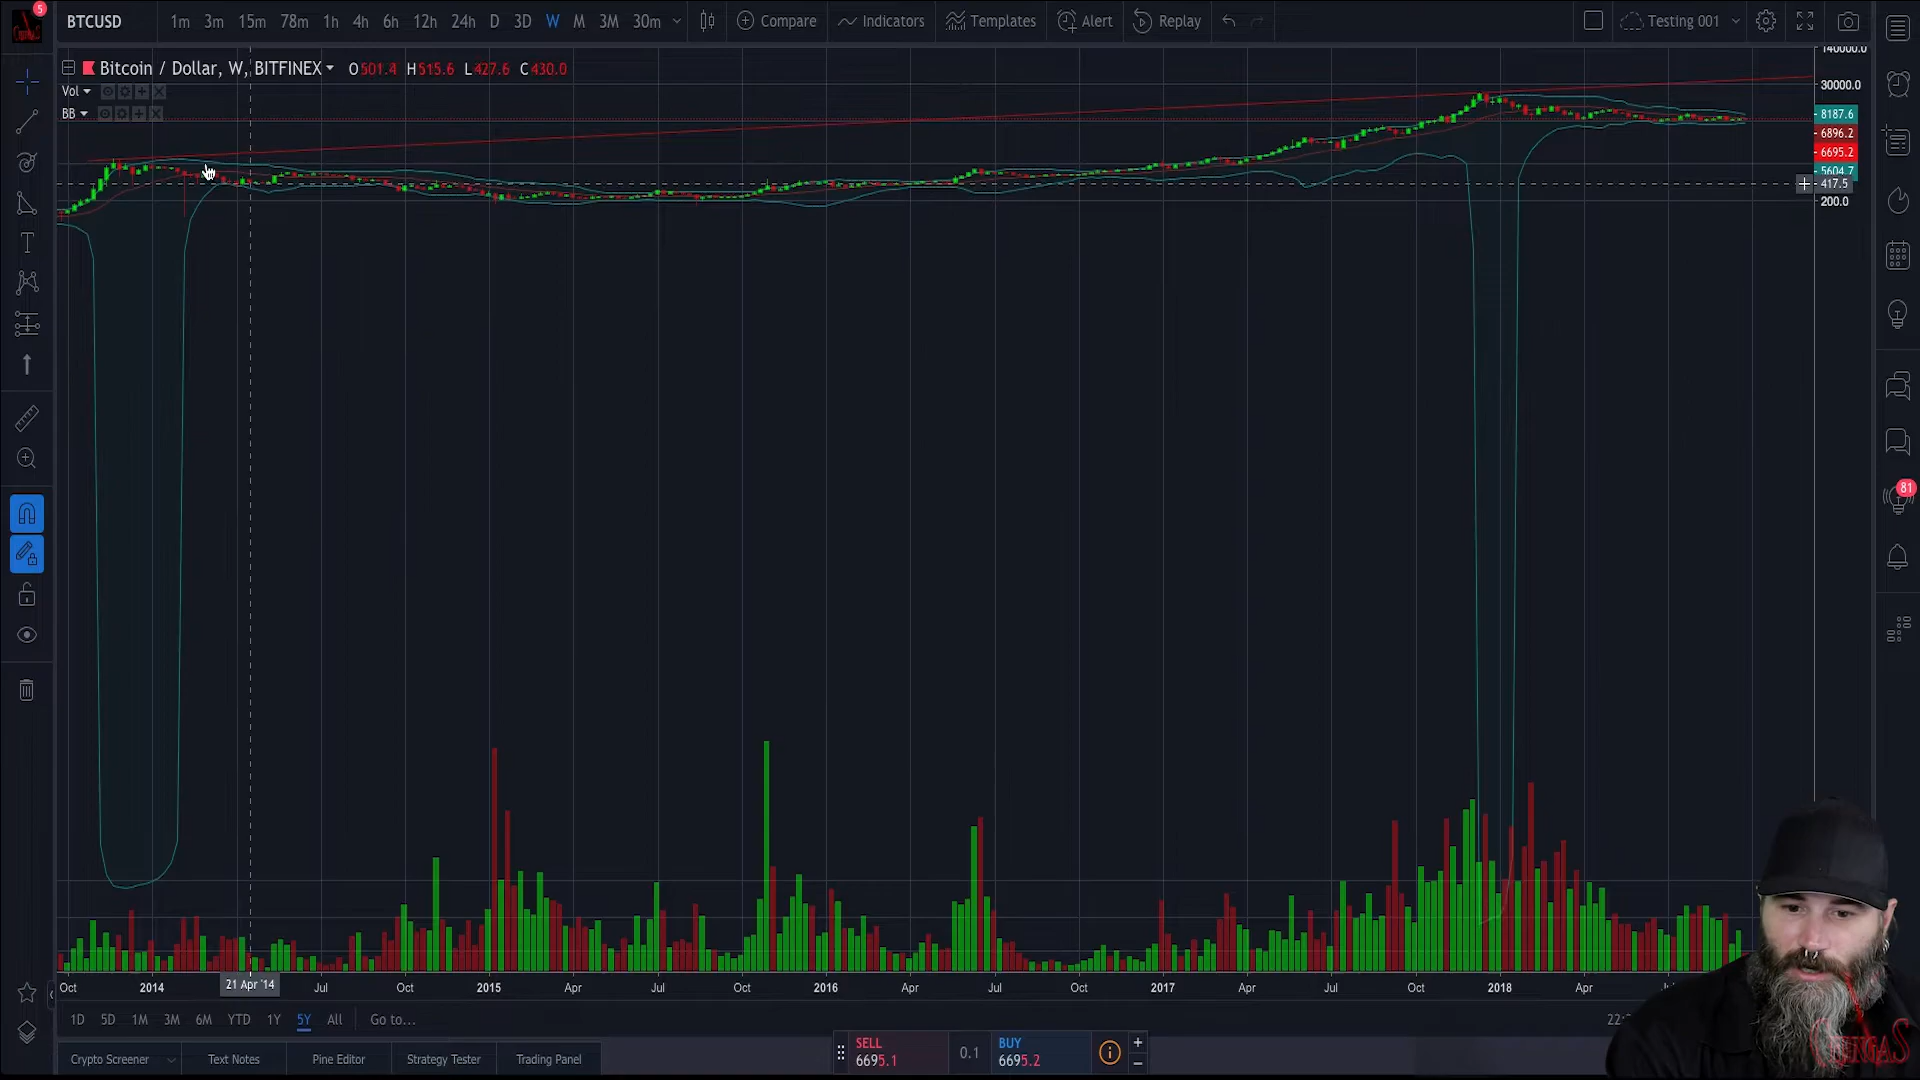 5
BTCUSD 1m 3m 15m 78m 1h 4h 6h 12h 24h D 3D W M 3M 30m Compare Indicators Templates Alert Replay Testing 001
Bitcoin / Dollar, W, BITFINEX O501.4 H515.6 L427.6 C430.0
Vol
BB
140000.0
30000.0
8187.6
6896.2
6695.2
5604.7
417.5
200.0
81
Oct 2014 21 Apr '14 Jul Oct 2015 Apr Jul Oct 2016 Apr Jul Oct 2017 Apr Jul Oct 2018 Apr
1D 5D 1M 3M 6M YTD 1Y 3Y 5Y All Go to...
SELL
6695.1
0.1
BUY
6695.2
Crypto Screener Text Notes Pine Editor Strategy Tester Trading Panel